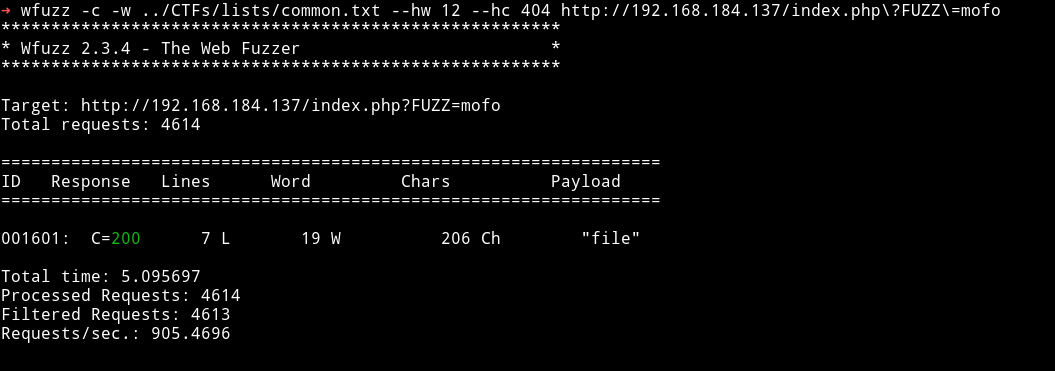 → wfuzz -c -w ../CTFs/lists/common.txt --hw 12 --hc 404 http://192.168.184.137/index.php\?FUZZ\=mofo
********************************************************
* Wfuzz 2.3.4 - The Web Fuzzer                         *
********************************************************
Target: http://192.168.184.137/index.php?FUZZ=mofo
Total requests: 4614
==================================================================
ID   Response   Lines      Word         Chars          Payload
==================================================================
001601:  C=200      7 L       19 W          206 Ch        "file"
Total time: 5.095697
Processed Requests: 4614
Filtered Requests: 4613
Requests/sec.: 905.4696